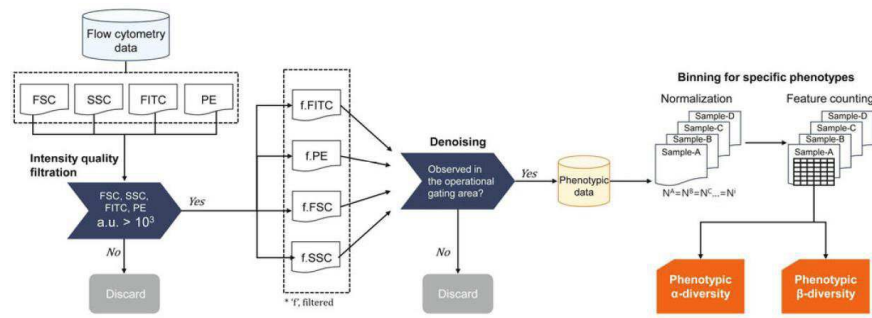 Flow cytometry
data
FSC
SSC
FITC
PE
Intensity quality
filtration
FSC, SSC,
FITC, PE
a.u. > 10³
Yes
No
Discard
f.FITC
f.PE
f.FSC
f.SSC
* 'f', filtered
Denoising
Observed in
the operational
gating area?
Yes
No
Discard
Phenotypic
data
Binning for specific phenotypes
Normalization
Sample-D
Sample-C
Sample-B
Sample-A
Nᴬ=Nᴮ=Nᶜ...=Nⁱ
Feature counting
Sample-D
Sample-C
Sample-B
Sample-A
Phenotypic
α-diversity
Phenotypic
β-diversity